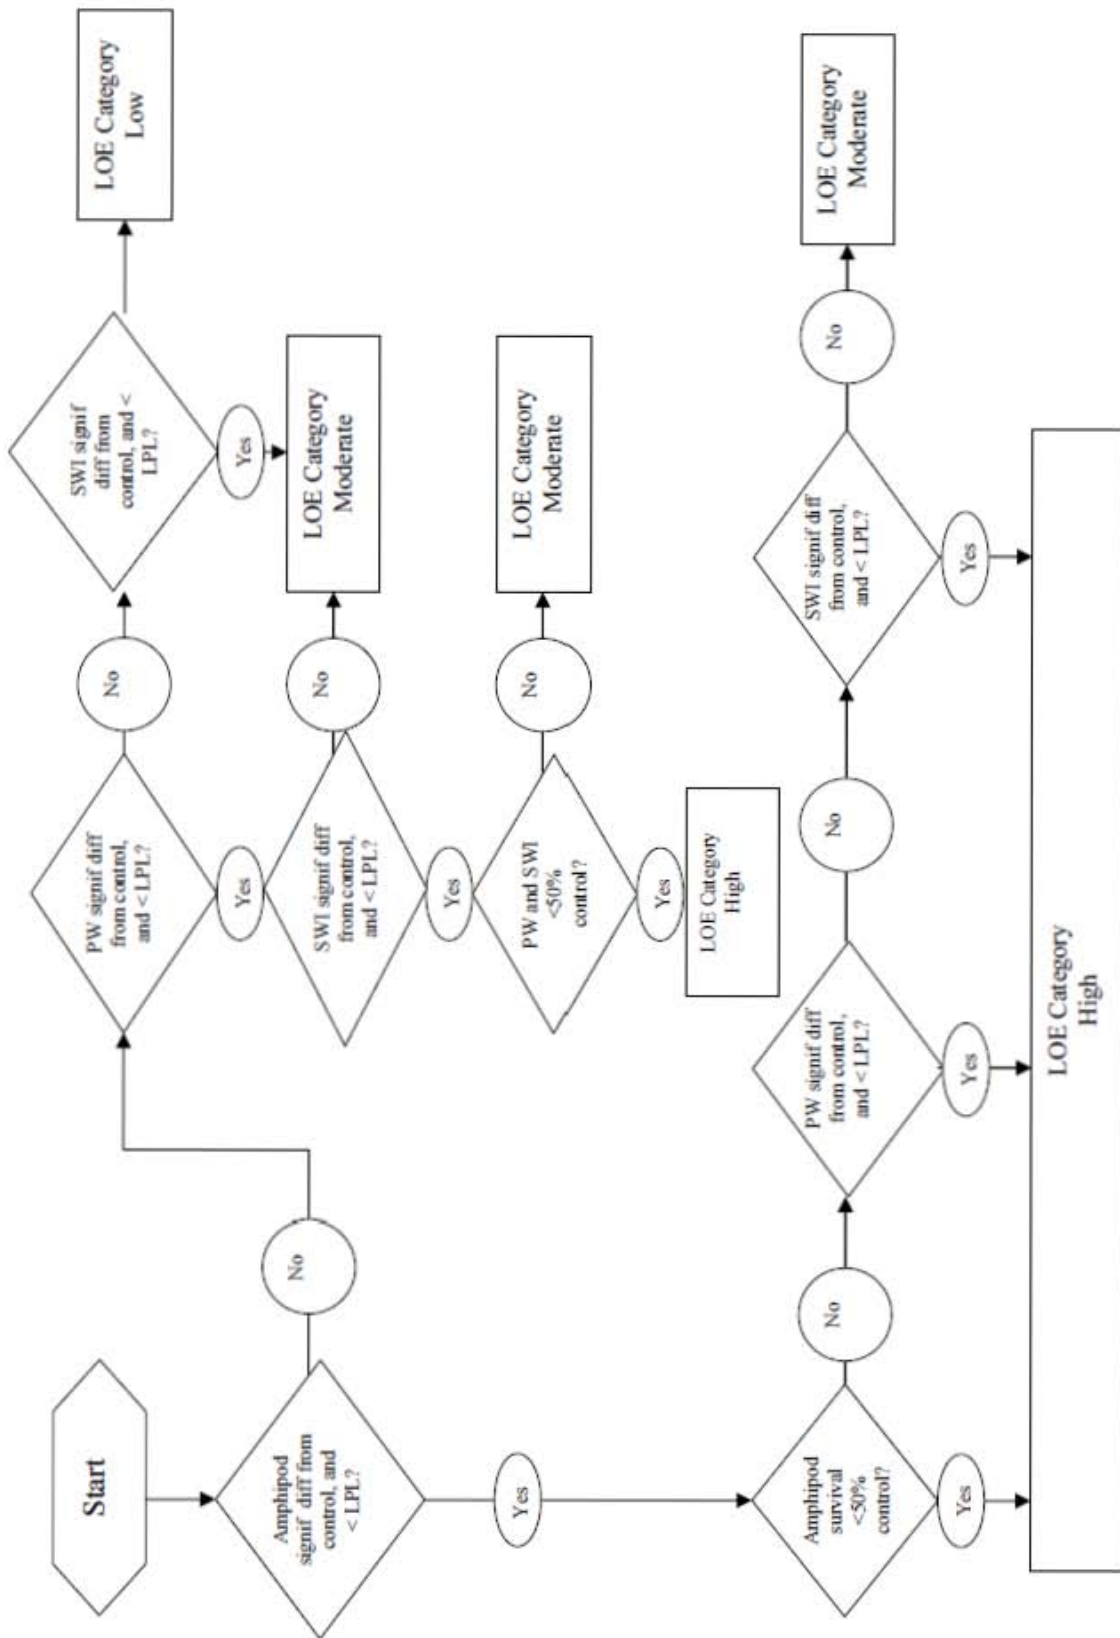 Start
Amphipod
signif diff from
control, and
< LPL?
No
PW signif diff
from control,
and < LPL?
No
SWI signif
diff from
control, and <
LPL?
LOE Category
Low
Yes
Yes
SWI signif diff
from control,
and < LPL?
No
LOE Category
Moderate
Yes
PW and SWI
<50%
control?
No
LOE Category
Moderate
Yes
LOE Category
High
Yes
Amphipod
survival
<50%
control?
No
PW signif diff
from control,
and < LPL?
No
SWI signif diff
from control,
and < LPL?
No
LOE Category
Moderate
Yes
Yes
Yes
LOE Category
High